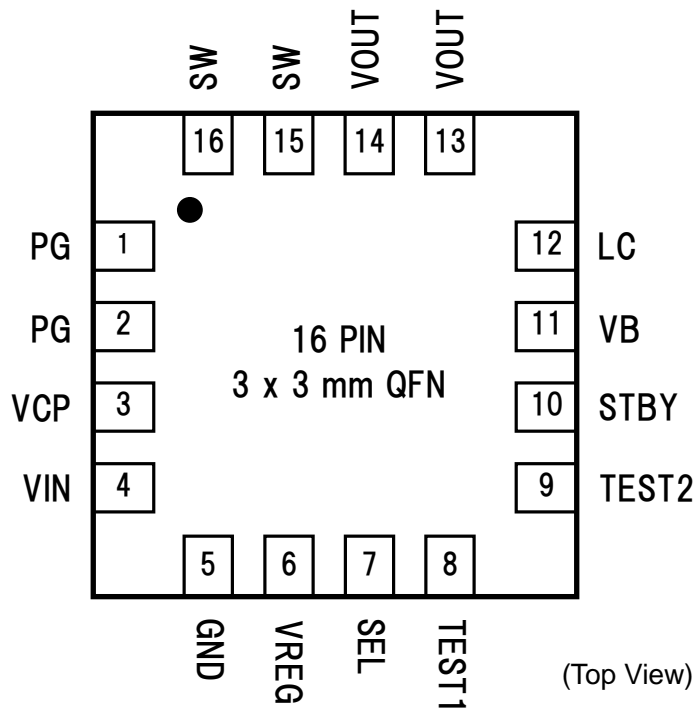 SW SW VOUT VOUT
16 15 14 13
PG 1 12 LC
PG 2 11 VB
16 PIN
3 x 3 mm QFN
VCP 3 10 STBY
VIN 4 9 TEST2
5 6 7 8
GND VREG SEL TEST1
(Top View)